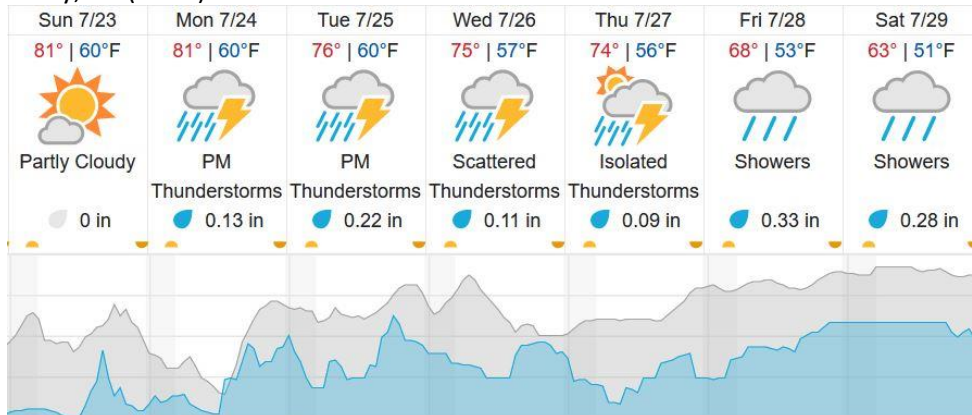 Sun 7/23 Mon 7/24 Tue 7/25 Wed 7/26 Thu 7/27 Fri 7/28 Sat 7/29
81° | 60°F 81° | 60°F 76° | 60°F 75° | 57°F 74° | 56°F 68° | 53°F 63° | 51°F
Partly Cloudy PM PM Scattered Isolated Showers Showers
Thunderstorms Thunderstorms Thunderstorms Thunderstorms
0 in 0.13 in 0.22 in 0.11 in 0.09 in 0.33 in 0.28 in